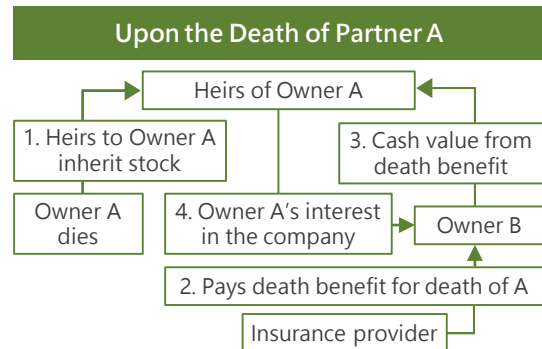 Upon the Death of Partner A
Heirs of Owner A
1. Heirs to Owner A
inherit stock
3. Cash value from
death benefit
Owner A
dies
4. Owner A’s interest
in the company
Owner B
2. Pays death benefit for death of A
Insurance provider